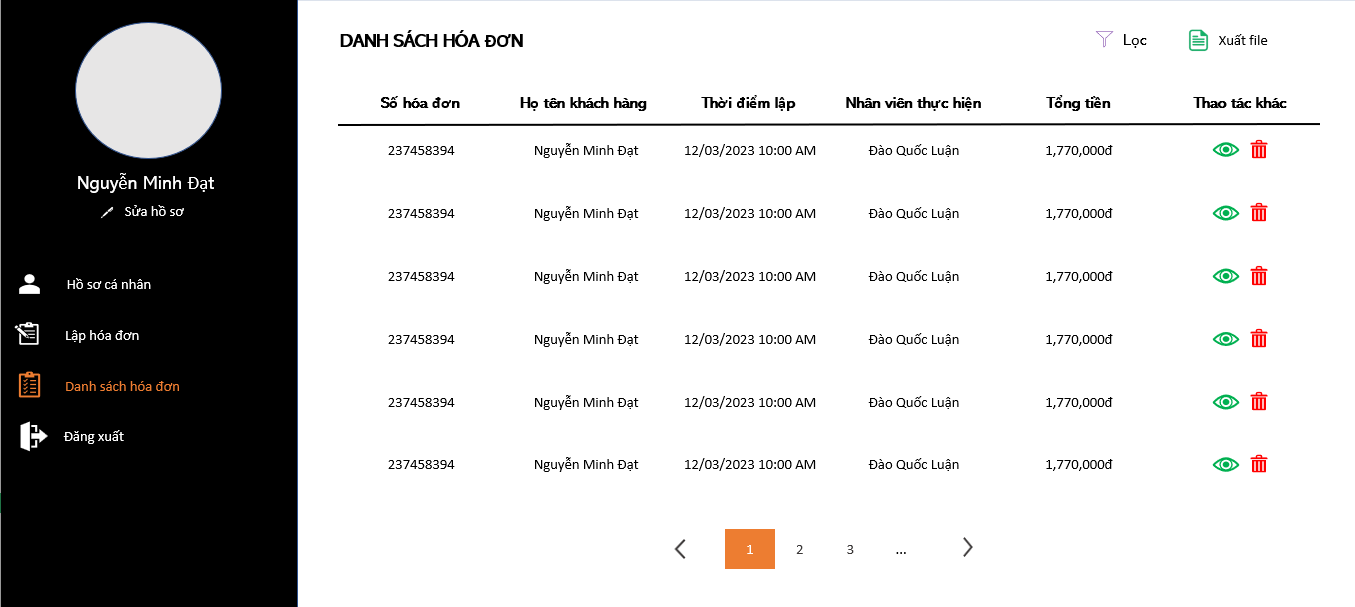 Nguyễn Minh Đạt
Sửa hồ sơ
Hồ sơ cá nhân
Lập hóa đơn
Danh sách hóa đơn
Đăng xuất
DANH SÁCH HÓA ĐƠN
Lọc
Xuất file
Số hóa đơn Họ tên khách hàng Thời điểm lập Nhân viên thực hiện Tổng tiền Thao tác khác
237458394 Nguyễn Minh Đạt 12/03/2023 10:00 AM Đào Quốc Luận 1,770,000đ
237458394 Nguyễn Minh Đạt 12/03/2023 10:00 AM Đào Quốc Luận 1,770,000đ
237458394 Nguyễn Minh Đạt 12/03/2023 10:00 AM Đào Quốc Luận 1,770,000đ
237458394 Nguyễn Minh Đạt 12/03/2023 10:00 AM Đào Quốc Luận 1,770,000đ
237458394 Nguyễn Minh Đạt 12/03/2023 10:00 AM Đào Quốc Luận 1,770,000đ
237458394 Nguyễn Minh Đạt 12/03/2023 10:00 AM Đào Quốc Luận 1,770,000đ
1 2 3 ...